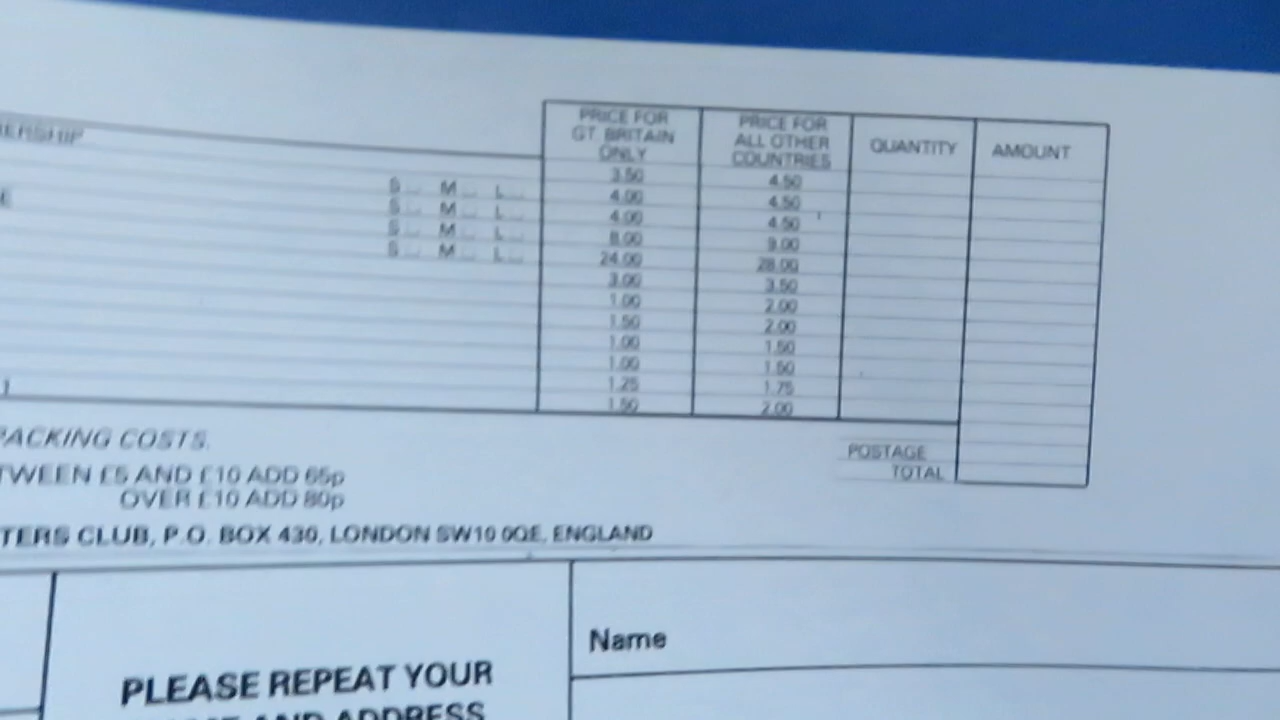 PRICE FOR GT BRITAIN ONLY
PRICE FOR ALL OTHER COUNTRIES
QUANTITY
AMOUNT
ERSHIP 3.50 4.50
E S M L 4.00 4.50
S M L 4.00 4.50
S M L 8.00 9.00
S M L 24.00 28.00
3.00 3.50
1.00 2.00
1.50 2.00
1.00 1.50
1.00 1.50
1.25 1.75
1.50 2.00
PACKING COSTS.
POSTAGE
TWEEN £5 AND £10 ADD 65p
TOTAL
OVER £10 ADD 80p
TERS CLUB, P.O. BOX 430, LONDON SW10 0QE, ENGLAND
Name
PLEASE REPEAT YOUR
AND ADDRESS